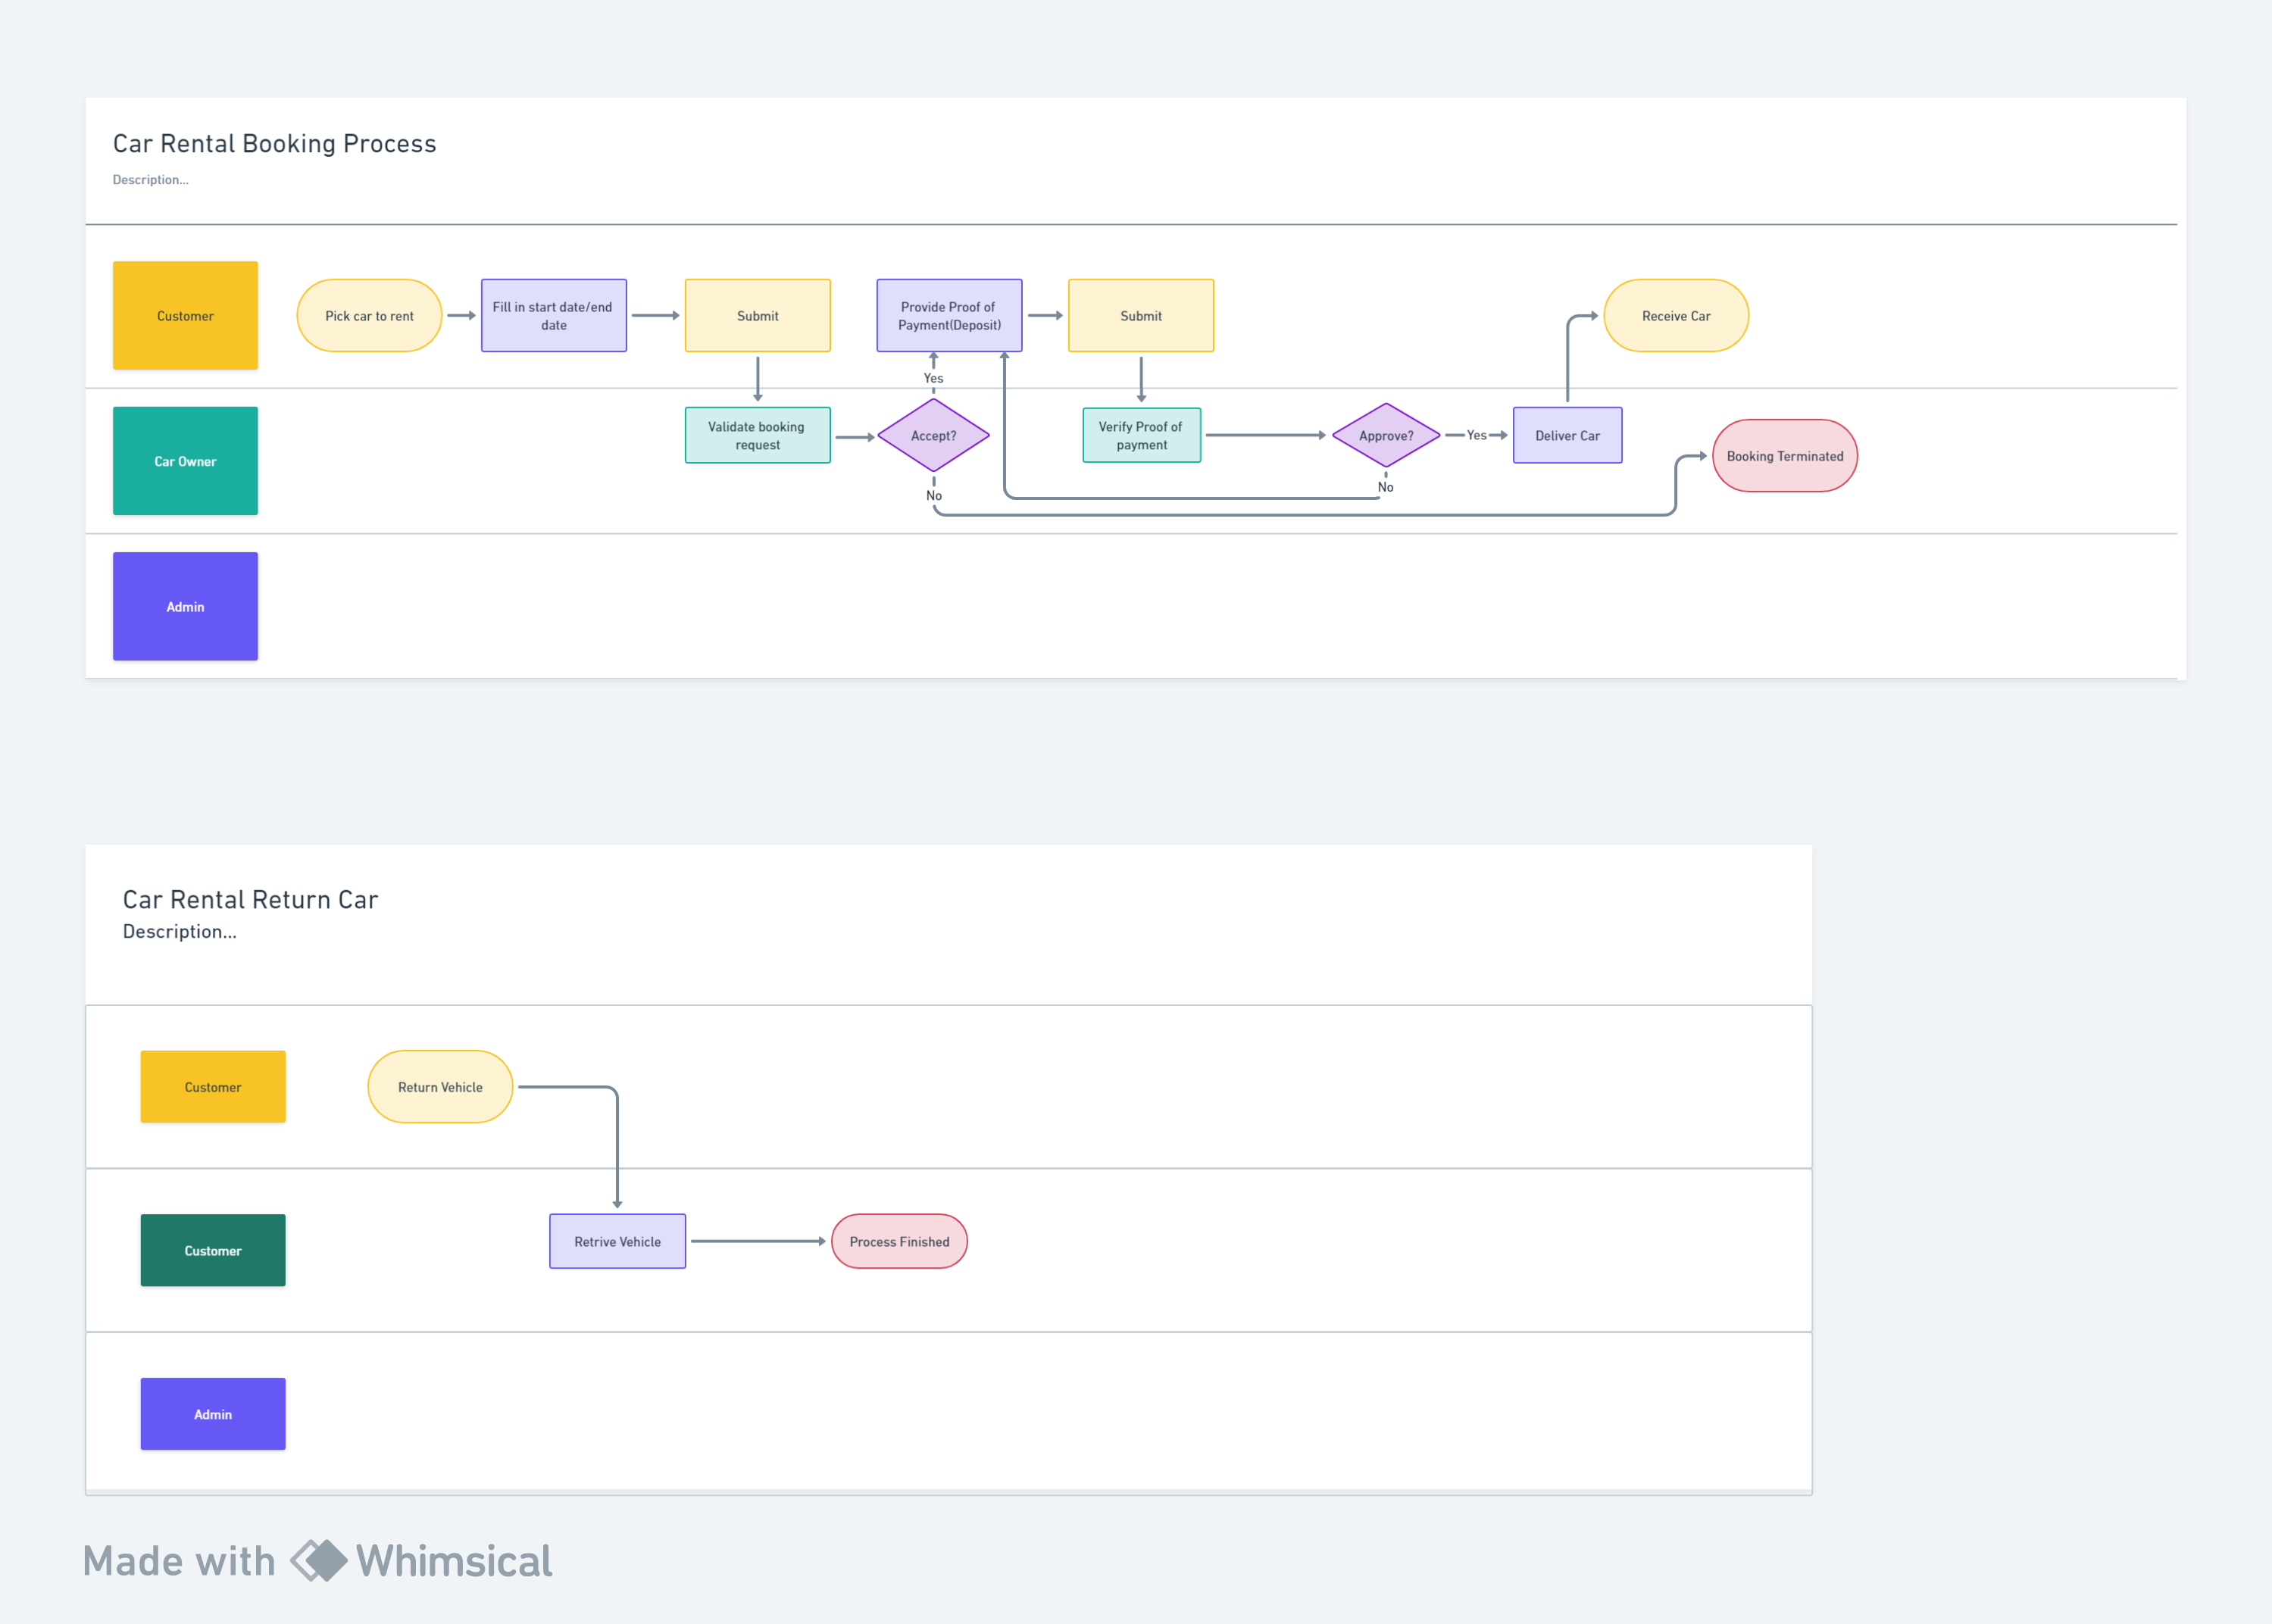 Car Rental Booking Process
Description...
Customer
Pick car to rent
Fill in start date/end
date
Submit
Provide Proof of
Payment(Deposit)
Submit
Receive Car
Yes
Car Owner
Validate booking
request
Accept?
Verify Proof of
payment
Approve?
Yes
Deliver Car
Booking Terminated
No
No
Admin
Car Rental Return Car
Description...
Customer
Return Vehicle
Customer
Retrive Vehicle
Process Finished
Admin
Made with Whimsical